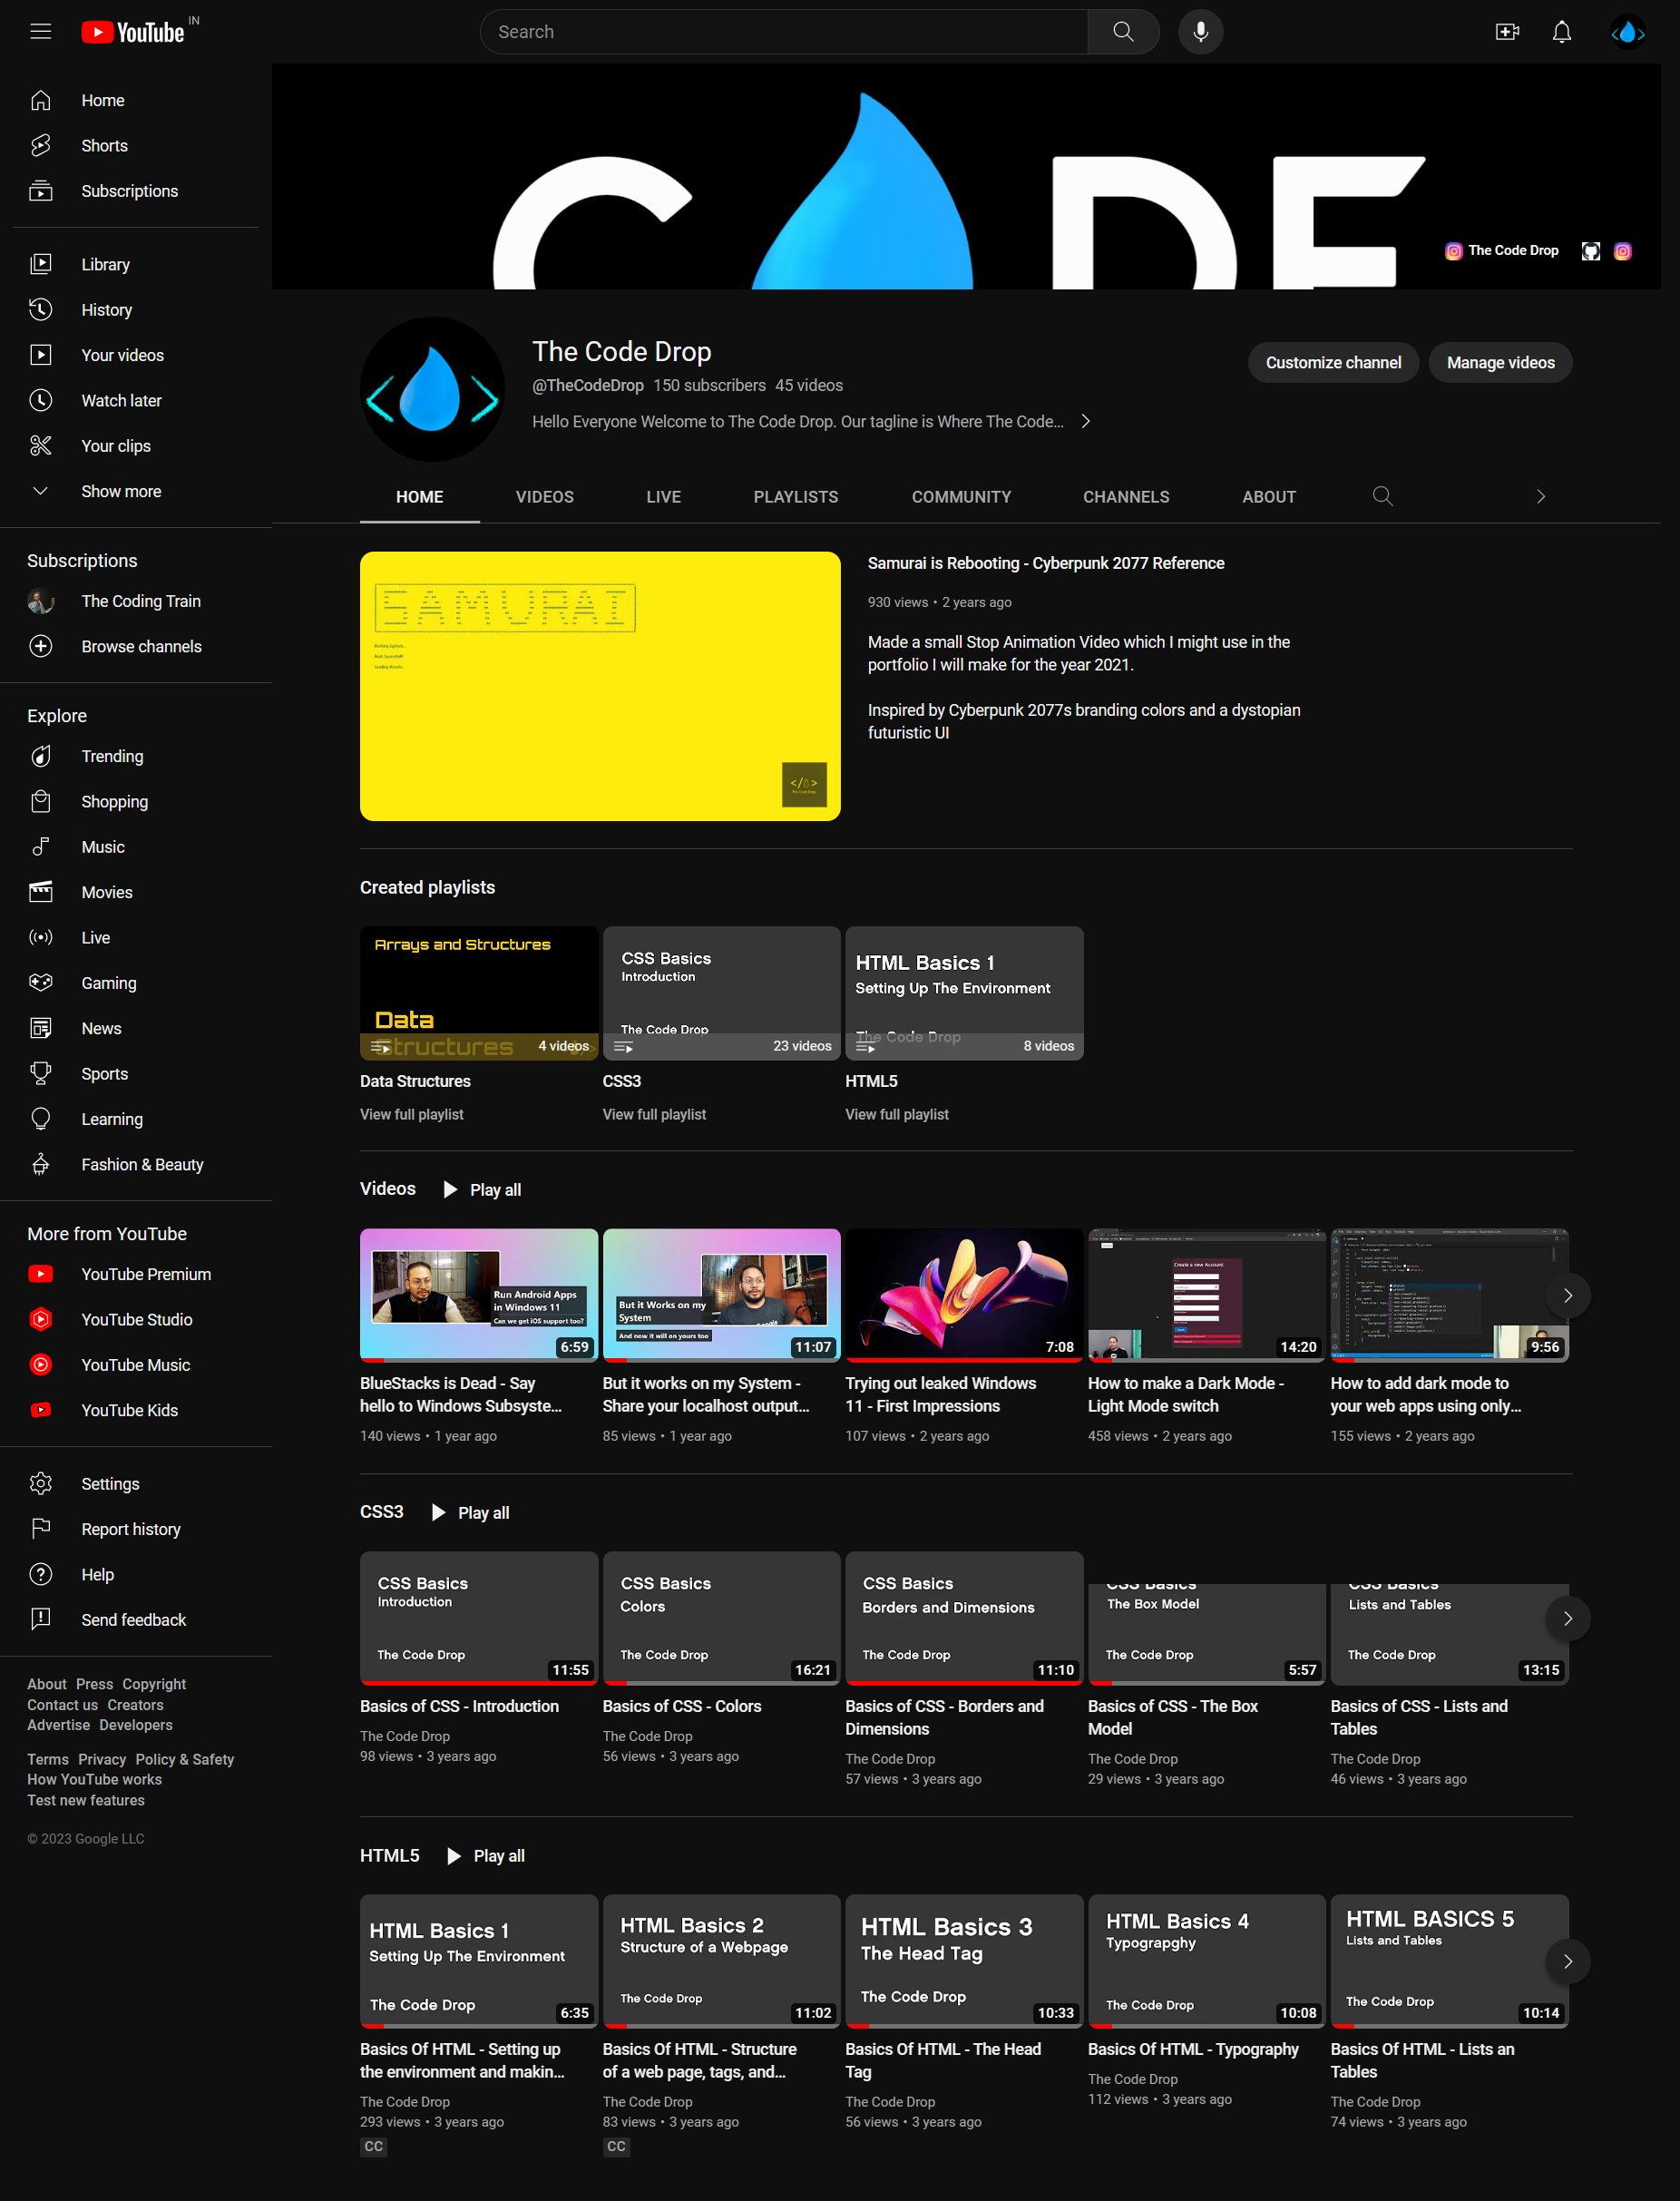 YouTube IN
Search
Home
Shorts
Subscriptions
Library
History
Your videos
Watch later
Your clips
Show more
Subscriptions
The Coding Train
Browse channels
Explore
Trending
Shopping
Music
Movies
Live
Gaming
News
Sports
Learning
Fashion & Beauty
More from YouTube
YouTube Premium
YouTube Studio
YouTube Music
YouTube Kids
Settings
Report history
Help
Send feedback
About Press Copyright
Contact us Creators
Advertise Developers
Terms Privacy Policy & Safety
How YouTube works
Test new features
© 2023 Google LLC
C DE
The Code Drop
The Code Drop
@TheCodeDrop 150 subscribers 45 videos
Hello Everyone Welcome to The Code Drop. Our tagline is Where The Code...
Customize channel
Manage videos
HOME VIDEOS LIVE PLAYLISTS COMMUNITY CHANNELS ABOUT
SAMURAI
Samurai is Rebooting - Cyberpunk 2077 Reference
930 views • 2 years ago
Made a small Stop Animation Video which I might use in the
portfolio I will make for the year 2021.
Inspired by Cyberpunk 2077s branding colors and a dystopian
futuristic UI
Created playlists
Arrays and Structures
Data
Structures
4 videos
Data Structures
View full playlist
CSS Basics
Introduction
The Code Drop
23 videos
CSS3
View full playlist
HTML Basics 1
Setting Up The Environment
The Code Drop
8 videos
HTML5
View full playlist
Videos
Play all
Run Android Apps
in Windows 11
Can we get iOS support too?
6:59
BlueStacks is Dead - Say
hello to Windows Subsyste...
140 views • 1 year ago
But it Works on my
System
And now it will on yours too
11:07
But it works on my System -
Share your localhost output...
85 views • 1 year ago
7:08
Trying out leaked Windows
11 - First Impressions
107 views • 2 years ago
Create a new Account
14:20
How to make a Dark Mode -
Light Mode switch
458 views • 2 years ago
9:56
How to add dark mode to
your web apps using only...
155 views • 2 years ago
CSS3
Play all
CSS Basics
Introduction
The Code Drop
11:55
Basics of CSS - Introduction
The Code Drop
98 views • 3 years ago
CSS Basics
Colors
The Code Drop
16:21
Basics of CSS - Colors
The Code Drop
56 views • 3 years ago
CSS Basics
Borders and Dimensions
The Code Drop
11:10
Basics of CSS - Borders and
Dimensions
The Code Drop
57 views • 3 years ago
CSS Basics
The Box Model
The Code Drop
5:57
Basics of CSS - The Box
Model
The Code Drop
29 views • 3 years ago
CSS Basics
Lists and Tables
The Code Drop
13:15
Basics of CSS - Lists and
Tables
The Code Drop
46 views • 3 years ago
HTML5
Play all
HTML Basics 1
Setting Up The Environment
The Code Drop
6:35
Basics Of HTML - Setting up
the environment and makin...
The Code Drop
293 views • 3 years ago
CC
HTML Basics 2
Structure of a Webpage
The Code Drop
11:02
Basics Of HTML - Structure
of a web page, tags, and...
The Code Drop
83 views • 3 years ago
CC
HTML Basics 3
The Head Tag
The Code Drop
10:33
Basics Of HTML - The Head
Tag
The Code Drop
56 views • 3 years ago
HTML Basics 4
Typograpghy
The Code Drop
10:08
Basics Of HTML - Typography
The Code Drop
112 views • 3 years ago
HTML BASICS 5
Lists and Tables
The Code Drop
10:14
Basics Of HTML - Lists an
Tables
The Code Drop
74 views • 3 years ago